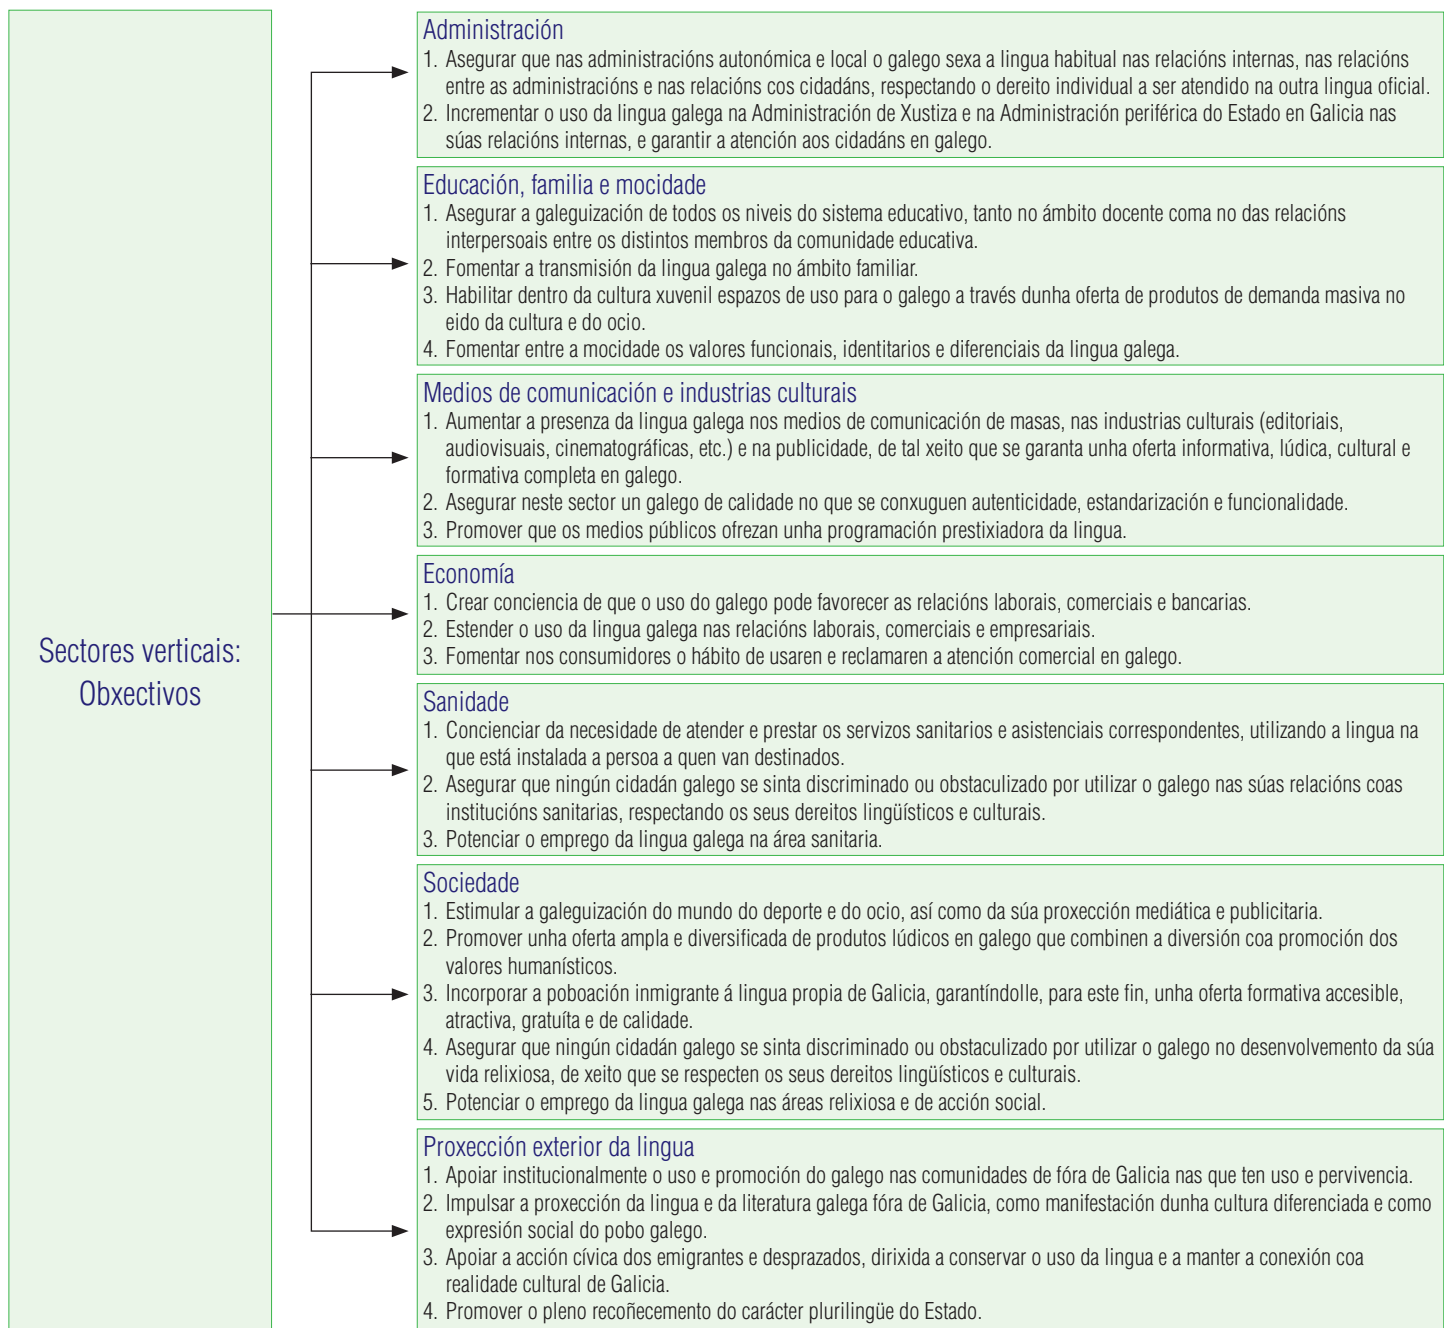 Sectores verticais:
Obxectivos
Administración
1. Asegurar que nas administracións autonómica e local o galego sexa a lingua habitual nas relacións internas, nas relacións
entre as administracións e nas relacións cos cidadáns, respectando o dereito individual a ser atendido na outra lingua oficial.
2. Incrementar o uso da lingua galega na Administración de Xustiza e na Administración periférica do Estado en Galicia nas
súas relacións internas, e garantir a atención aos cidadáns en galego.
Educación, familia e mocidade
1. Asegurar a galeguización de todos os niveis do sistema educativo, tanto no ámbito docente coma no das relacións
interpersoais entre os distintos membros da comunidade educativa.
2. Fomentar a transmisión da lingua galega no ámbito familiar.
3. Habilitar dentro da cultura xuvenil espazos de uso para o galego a través dunha oferta de produtos de demanda masiva no
eido da cultura e do ocio.
4. Fomentar entre a mocidade os valores funcionais, identitarios e diferenciais da lingua galega.
Medios de comunicación e industrias culturais
1. Aumentar a presenza da lingua galega nos medios de comunicación de masas, nas industrias culturais (editoriais,
audiovisuais, cinematográficas, etc.) e na publicidade, de tal xeito que se garanta unha oferta informativa, lúdica, cultural e
formativa completa en galego.
2. Asegurar neste sector un galego de calidade no que se conxuguen autenticidade, estandarización e funcionalidade.
3. Promover que os medios públicos ofrezan unha programación prestixiadora da lingua.
Economía
1. Crear conciencia de que o uso do galego pode favorecer as relacións laborais, comerciais e bancarias.
2. Estender o uso da lingua galega nas relacións laborais, comerciais e empresariais.
3. Fomentar nos consumidores o hábito de usaren e reclamaren a atención comercial en galego.
Sanidade
1. Concienciar da necesidade de atender e prestar os servizos sanitarios e asistenciais correspondentes, utilizando a lingua na
que está instalada a persoa a quen van destinados.
2. Asegurar que ningún cidadán galego se sinta discriminado ou obstaculizado por utilizar o galego nas súas relacións coas
institucións sanitarias, respectando os seus dereitos lingüísticos e culturais.
3. Potenciar o emprego da lingua galega na área sanitaria.
Sociedade
1. Estimular a galeguización do mundo do deporte e do ocio, así como da súa proxección mediática e publicitaria.
2. Promover unha oferta ampla e diversificada de produtos lúdicos en galego que combinen a diversión coa promoción dos
valores humanísticos.
3. Incorporar a poboación inmigrante á lingua propia de Galicia, garantíndolle, para este fin, unha oferta formativa accesible,
atractiva, gratuíta e de calidade.
4. Asegurar que ningún cidadán galego se sinta discriminado ou obstaculizado por utilizar o galego no desenvolvemento da súa
vida relixiosa, de xeito que se respecten os seus dereitos lingüísticos e culturais.
5. Potenciar o emprego da lingua galega nas áreas relixiosa e de acción social.
Proxección exterior da lingua
1. Apoiar institucionalmente o uso e promoción do galego nas comunidades de fóra de Galicia nas que ten uso e pervivencia.
2. Impulsar a proxección da lingua e da literatura galega fóra de Galicia, como manifestación dunha cultura diferenciada e como
expresión social do pobo galego.
3. Apoiar a acción cívica dos emigrantes e desprazados, dirixida a conservar o uso da lingua e a manter a conexión coa
realidade cultural de Galicia.
4. Promover o pleno recoñecemento do carácter plurilingüe do Estado.